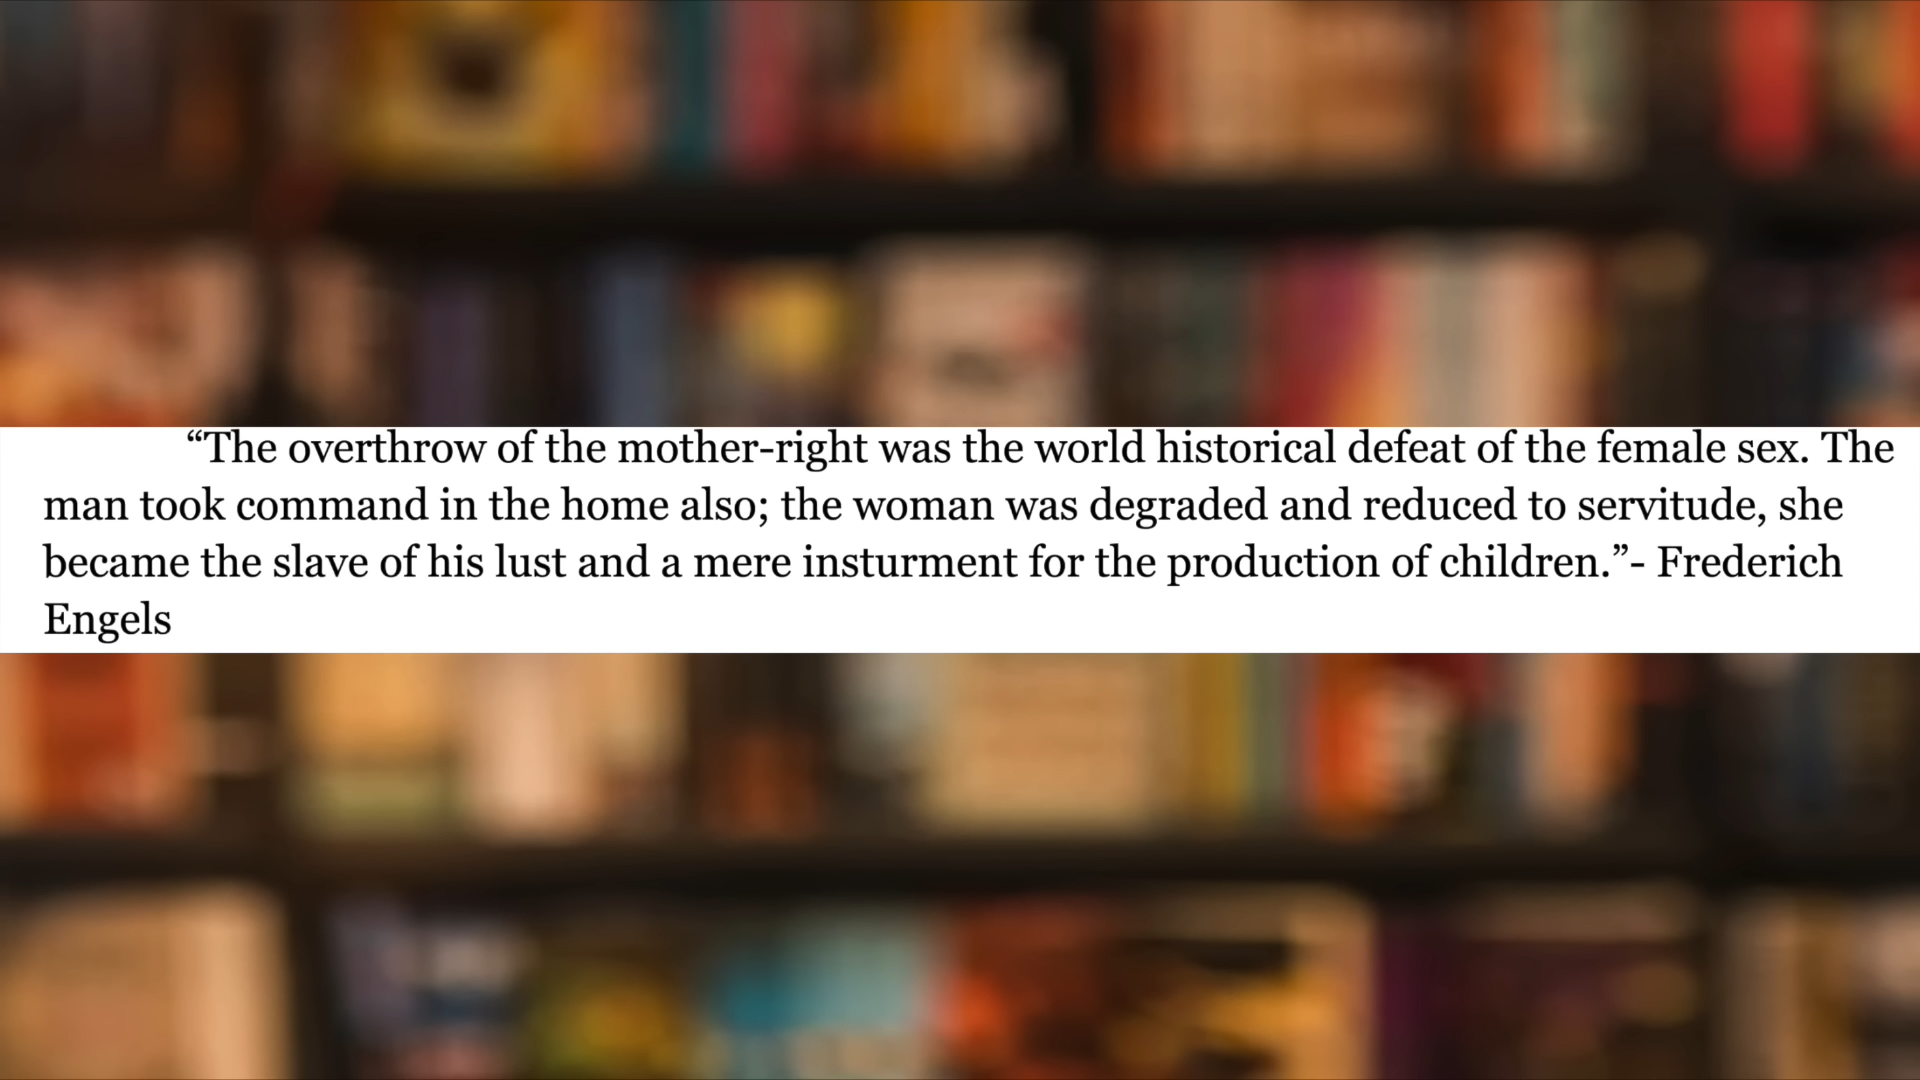 “The overthrow of the mother-right was the world historical defeat of the female sex. The
man took command in the home also; the woman was degraded and reduced to servitude, she
became the slave of his lust and a mere insturment for the production of children.”- Frederich
Engels